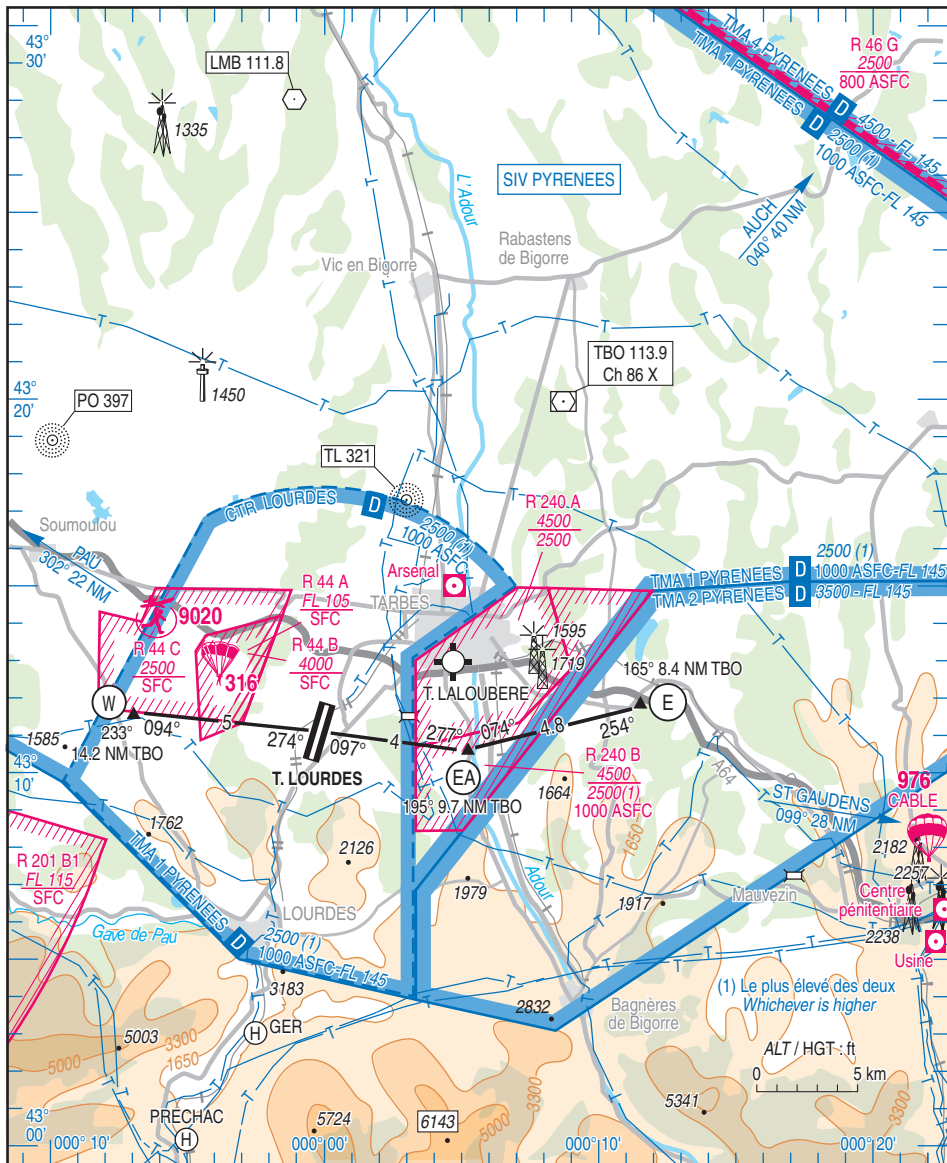 43°
30'
LMB 111.8
1335
TMA 4 PYRENEES
TMA 1 PYRENEES
D
D
4500 - FL 145
2500 (1)
1000 ASFC-FL 145
R 46 G
2500
800 ASFC
SIV PYRENEES
L'Adour
AUCH
040° 40 NM
Rabastens
de Bigorre
Vic en Bigorre
TBO 113.9
Ch 86 X
43°
20'
PO 397
1450
TL 321
CTR LOURDES
D
2500 (1)
1000 ASFC
Soumoulou
PAU
302° 22 NM
R 240 A
4500
2500
Arsenal
TARBES
R 44 A
FL 105
SFC
TMA 1 PYRENEES
TMA 2 PYRENEES
D
D
2500 (1)
1000 ASFC-FL 145
3500 - FL 145
9020
R 44 C
2500
SFC
R 44 B
4000
SFC
316
1595
1719
T. LALOUBERE
165° 8.4 NM TBO
W
E
233°
14.2 NM TBO
094°
5
274°
097°
4
277°
074°
4.8
254°
1585
T. LOURDES
EA
195° 9.7 NM TBO
R 240 B
4500
2500(1)
1000 ASFC
1664
1650
A64
43°
10'
976
CABLE
ST GAUDENS
099° 28 NM
1762
2126
1979
2182
2257
R 201 B1
FL 115
SFC
TMA 1 PYRENEES
D
2500 (1)
1000 ASFC-FL 145
LOURDES
Adour
1917
Mauvezin
Centre
pénitentiaire
2238
Usine
Gave de Pau
3183
2832
Bagnères
de Bigorre
(1) Le plus élevé des deux
Whichever is higher
H
GER
5003
5000
3300
1650
ALT / HGT : ft
0
5 km
43°
00'
PRECHAC
H
5724
6143
5000
3300
5341
3300
000° 10'
000° 00'
000° 10'
000° 20'